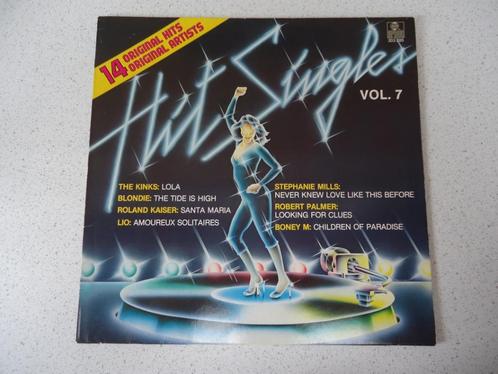 14 ORIGINAL HITS
ORIGINAL ARTISTS
Hit Singles
VOL. 7
THE KINKS: LOLA
BLONDIE: THE TIDE IS HIGH
ROLAND KAISER: SANTA MARIA
LIO: AMOUREUX SOLITAIRES
STEPHANIE MILLS:
NEVER KNEW LOVE LIKE THIS BEFORE
ROBERT PALMER:
LOOKING FOR CLUES
BONEY M: CHILDREN OF PARADISE